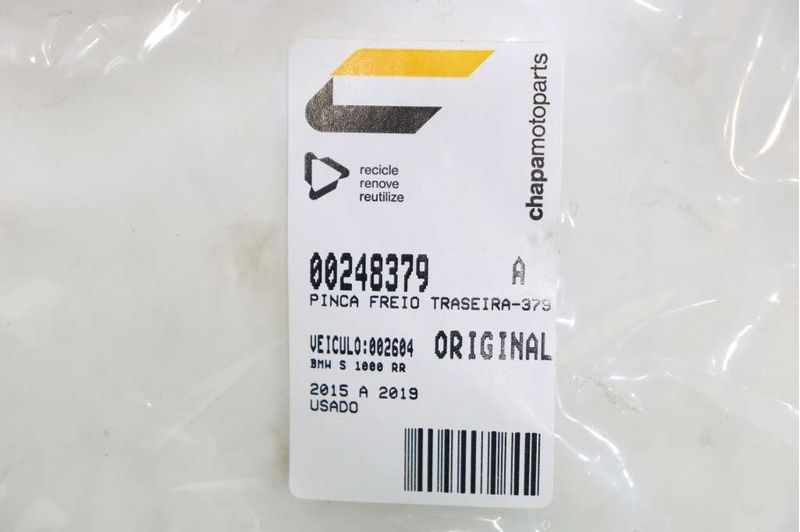 chapamotoparts
recicle
renove
reutilize
00248379 A
PINCA FREIO TRASEIRA-379
VEICULO:002604 ORIGINAL
BMW S 1000 RR
2015 A 2019
USADO